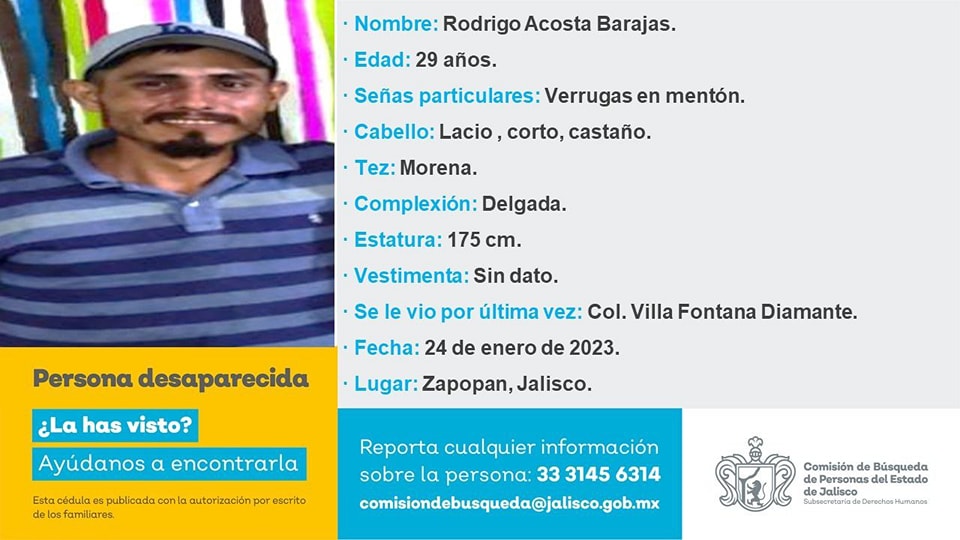 · Nombre: Rodrigo Acosta Barajas.
· Edad: 29 años.
· Señas particulares: Verrugas en mentón.
· Cabello: Lacio , corto, castaño.
· Tez: Morena.
· Complexión: Delgada.
· Estatura: 175 cm.
· Vestimenta: Sin dato.
· Se le vio por última vez: Col. Villa Fontana Diamante.
· Fecha: 24 de enero de 2023.
· Lugar: Zapopan, Jalisco.
Persona desaparecida
¿La has visto?
Ayúdanos a encontrarla
Esta cédula es publicada con la autorización por escrito
de los familiares.
Reporta cualquier información
sobre la persona: 33 3145 6314
comisiondebusqueda@jalisco.gob.mx
Comisión de Búsqueda
de Personas del Estado
de Jalisco
Subsecretaría de Derechos Humanos